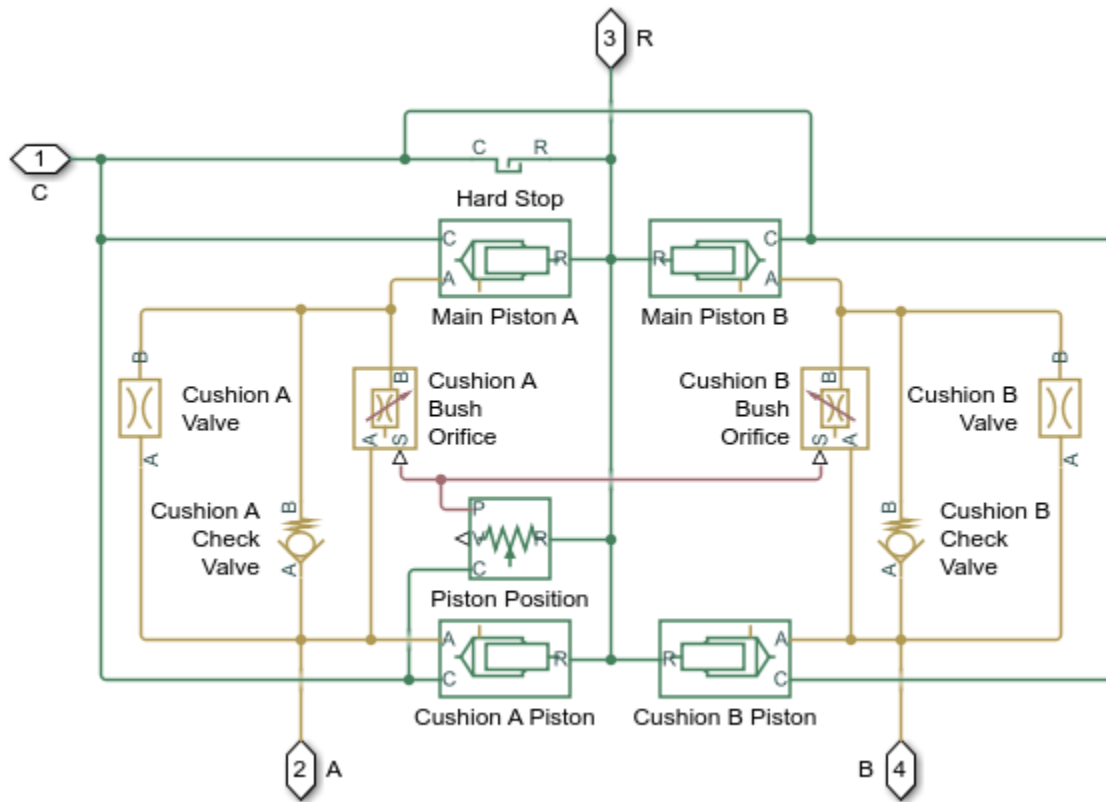 3 R
1
C
C R
Hard Stop
C
R
A
Main Piston A
C
R
A
Main Piston B
B
Cushion A
Valve
A
B
Cushion A
Bush
Orifice
A S
Cushion B
Bush
Orifice
B
S A
Cushion B
Valve
B
A
Cushion A
Check
Valve
B
A
P
V R
C
Piston Position
B
A
Cushion B
Check
Valve
A
R
C
Cushion A Piston
A
R
C
Cushion B Piston
2 A
B 4